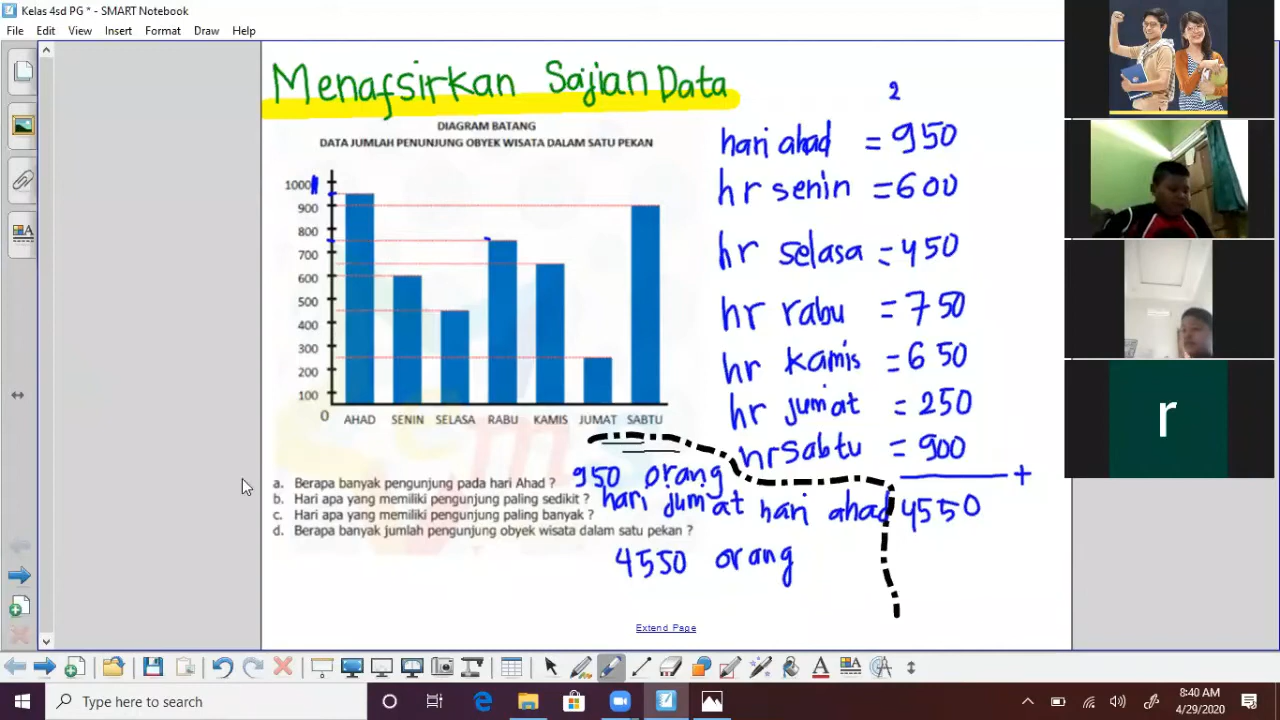 Kelas 4sd PG * - SMART Notebook
File Edit View Insert Format Draw Help
Menafsirkan Sajian Data
DIAGRAM BATANG
DATA JUMLAH PENUNJUNG OBYEK WISATA DALAM SATU PEKAN
1000
900
800
700
600
500
400
300
200
100
0
AHAD SENIN SELASA RABU KAMIS JUMAT SABTU
2
hari ahad = 950
hr senin = 600
hr selasa = 450
hr rabu = 750
hr kamis = 650
hr jumat = 250
hr sabtu = 900
+
4550
a. Berapa banyak pengunjung pada hari Ahad ? 950 orang
b. Hari apa yang memiliki pengunjung paling sedikit ? hari jumat
c. Hari apa yang memiliki pengunjung paling banyak ? hari ahad
d. Berapa banyak jumlah pengunjung obyek wisata dalam satu pekan ?
4550 orang
Extend Page
r
Type here to search
8:40 AM
4/29/2020